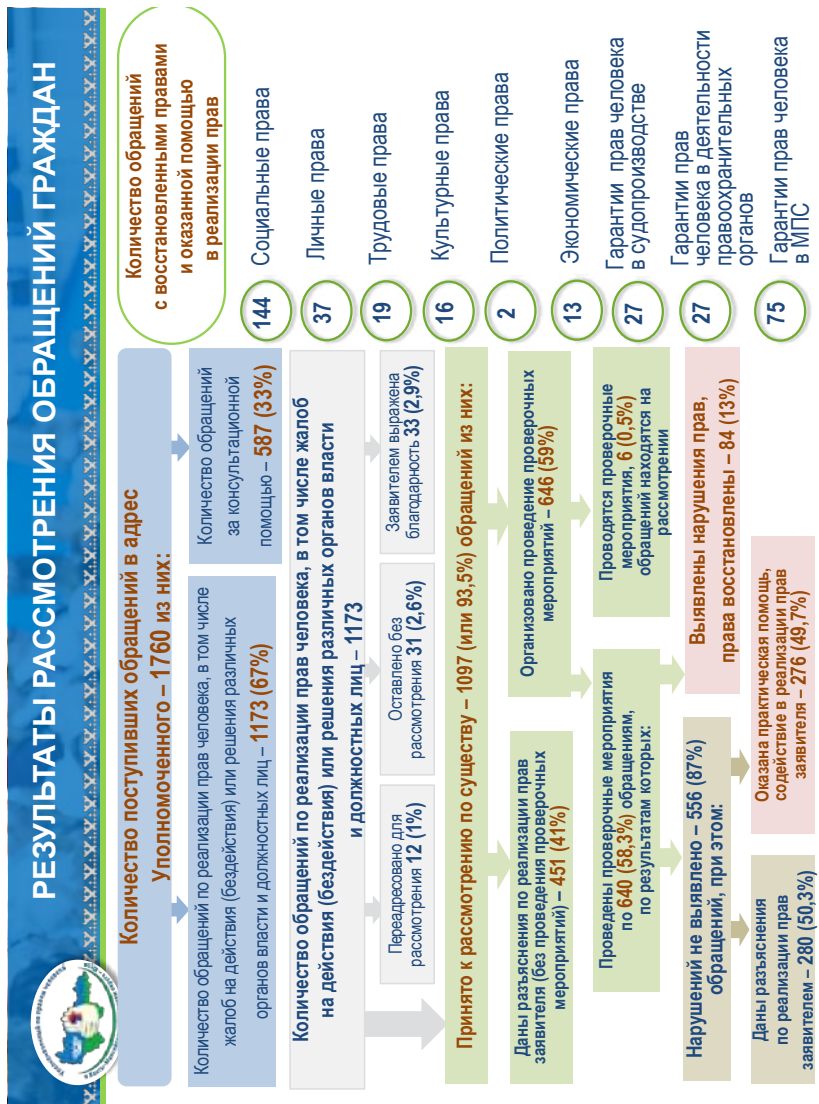 РЕЗУЛЬТАТЫ РАССМОТРЕНИЯ ОБРАЩЕНИЙ ГРАЖДАН
Количество поступивших обращений в адрес
Уполномоченного – 1760 из них:
Количество обращений по реализации прав человека, в том числе
жалоб на действия (бездействия) или решения различных
органов власти и должностных лиц – 1173 (67%)
Количество обращений
за консультационной
помощью – 587 (33%)
Количество обращений по реализации прав человека, в том числе жалоб
на действия (бездействия) или решения различных органов власти
и должностных лиц – 1173
Переадресовано для
рассмотрения 12 (1%)
Оставлено без
рассмотрения 31 (2,6%)
Заявителем выражена
благодарность 33 (2,9%)
Принято к рассмотрению по существу – 1097 (или 93,5%) обращений из них:
Даны разъяснения по реализации прав
заявителя (без проведения проверочных
мероприятий) – 451 (41%)
Организовано проведение проверочных
мероприятий – 646 (59%)
Проведены проверочные мероприятия
по 640 (58,3%) обращениям,
по результатам которых:
Проводятся проверочные
мероприятия, 6 (0,5%)
обращений находятся на
рассмотрении
Нарушений не выявлено – 556 (87%)
обращений, при этом:
Выявлены нарушения прав,
права восстановлены – 84 (13%)
Даны разъяснения
по реализации прав
заявителем – 280 (50,3%)
Оказана практическая помощь,
содействие в реализации прав
заявителя – 276 (49,7%)
Количество обращений
с восстановленными правами
и оказанной помощью
в реализации прав
144 Социальные права
37 Личные права
19 Трудовые права
16 Культурные права
2 Политические права
13 Экономические права
27 Гарантии прав человека
в судопроизводстве
27 Гарантии прав
человека в деятельности
правоохранительных
органов
75 Гарантии прав человека
в МПС